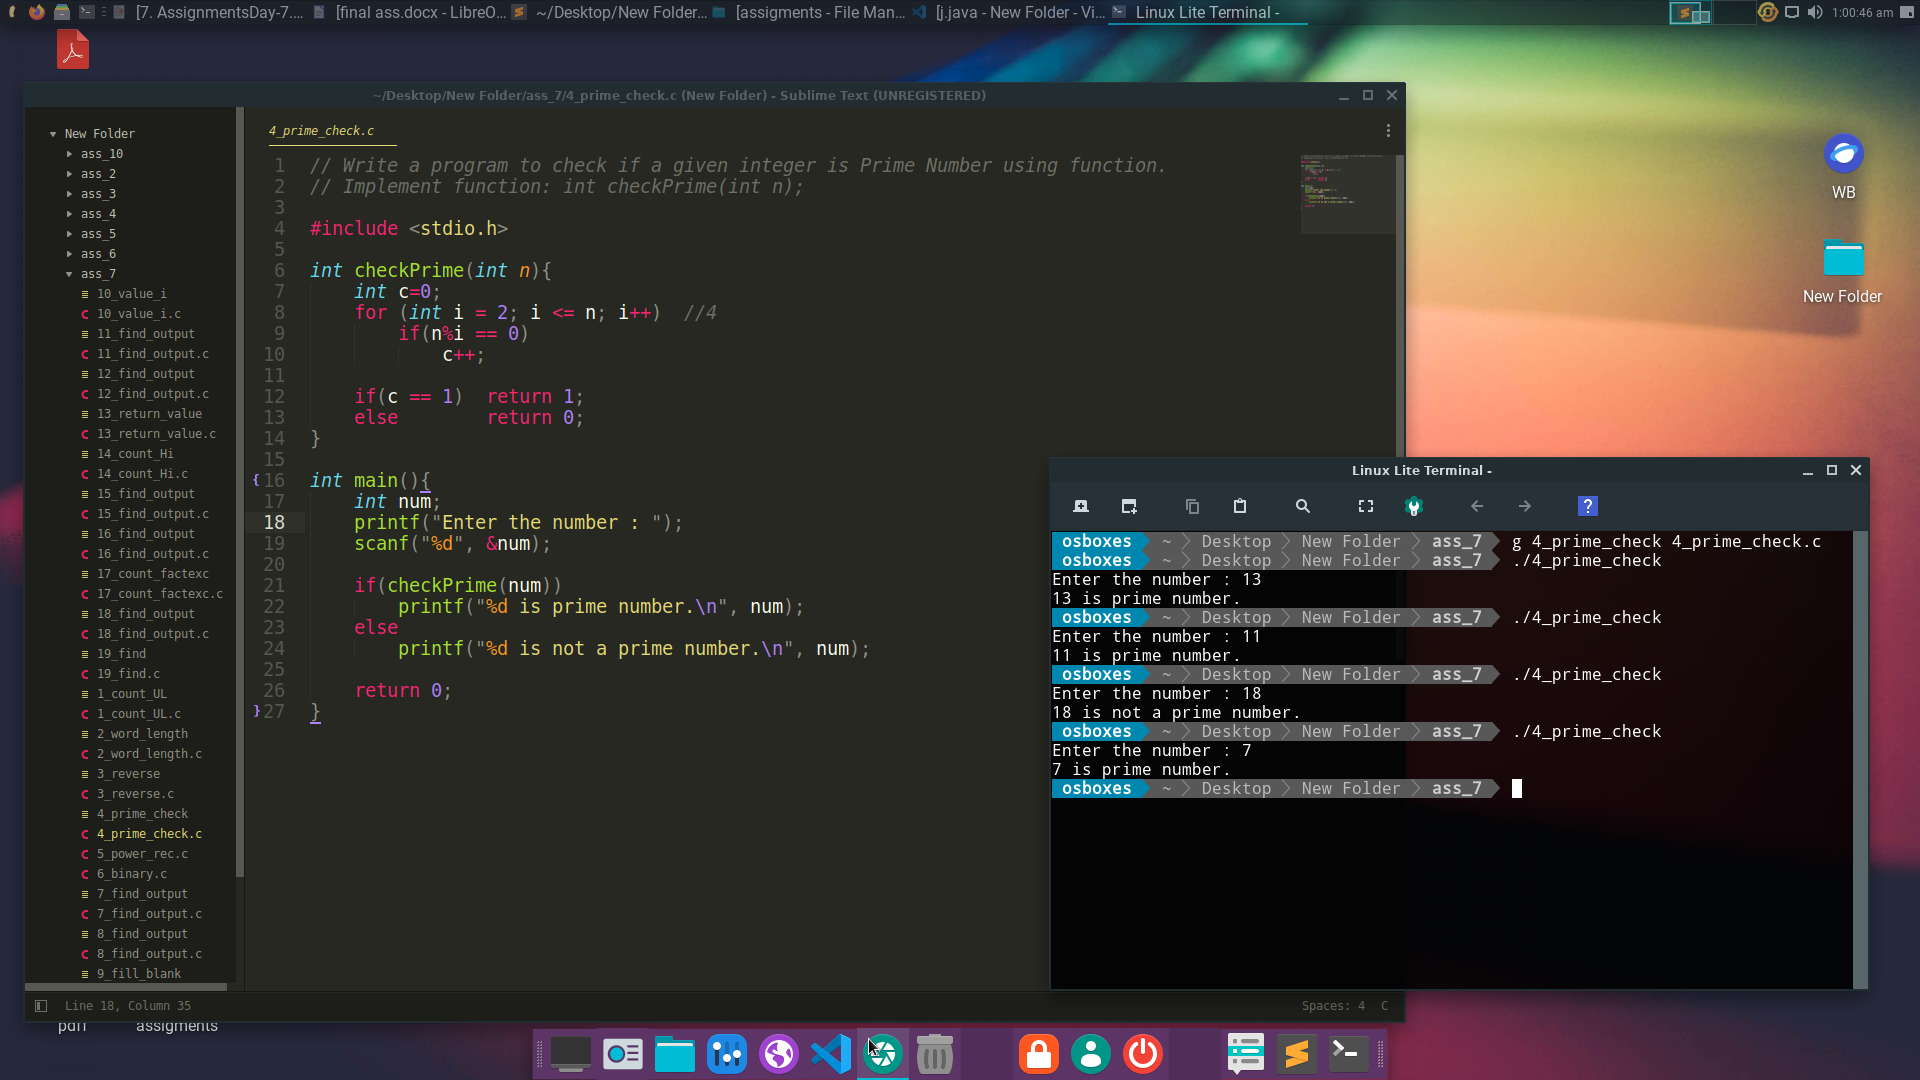 [7. AssignmentsDay-7....
[final ass.docx - LibreO...
~/Desktop/New Folder...
[assigments - File Man...
[j.java - New Folder - Vi...
Linux Lite Terminal -
1:00:46 am
~/Desktop/New Folder/ass_7/4_prime_check.c (New Folder) - Sublime Text (UNREGISTERED)
New Folder
ass_10
ass_2
ass_3
ass_4
ass_5
ass_6
ass_7
10_value_i
10_value_i.c
11_find_output
11_find_output.c
12_find_output
12_find_output.c
13_return_value
13_return_value.c
14_count_Hi
14_count_Hi.c
15_find_output
15_find_output.c
16_find_output
16_find_output.c
17_count_factexc
17_count_factexc.c
18_find_output
18_find_output.c
19_find
19_find.c
1_count_UL
1_count_UL.c
2_word_length
2_word_length.c
3_reverse
3_reverse.c
4_prime_check
4_prime_check.c
5_power_rec.c
6_binary.c
7_find_output
7_find_output.c
8_find_output
8_find_output.c
9_fill_blank
4_prime_check.c
1 // Write a program to check if a given integer is Prime Number using function.
2 // Implement function: int checkPrime(int n);
3
4 #include <stdio.h>
5
6 int checkPrime(int n){
7 int c=0;
8 for (int i = 2; i <= n; i++) //4
9 if(n%i == 0)
10 c++;
11
12 if(c == 1) return 1;
13 else return 0;
14 }
15
16 int main(){
17 int num;
18 printf("Enter the number : ");
19 scanf("%d", &num);
20
21 if(checkPrime(num))
22 printf("%d is prime number.\n", num);
23 else
24 printf("%d is not a prime number.\n", num);
25
26 return 0;
27 }
Line 18, Column 35
Spaces: 4 C
Linux Lite Terminal -
osboxes ~ Desktop New Folder ass_7 g 4_prime_check 4_prime_check.c
osboxes ~ Desktop New Folder ass_7 ./4_prime_check
Enter the number : 13
13 is prime number.
osboxes ~ Desktop New Folder ass_7 ./4_prime_check
Enter the number : 11
11 is prime number.
osboxes ~ Desktop New Folder ass_7 ./4_prime_check
Enter the number : 18
18 is not a prime number.
osboxes ~ Desktop New Folder ass_7 ./4_prime_check
Enter the number : 7
7 is prime number.
osboxes ~ Desktop New Folder ass_7
WB
New Folder
assigments